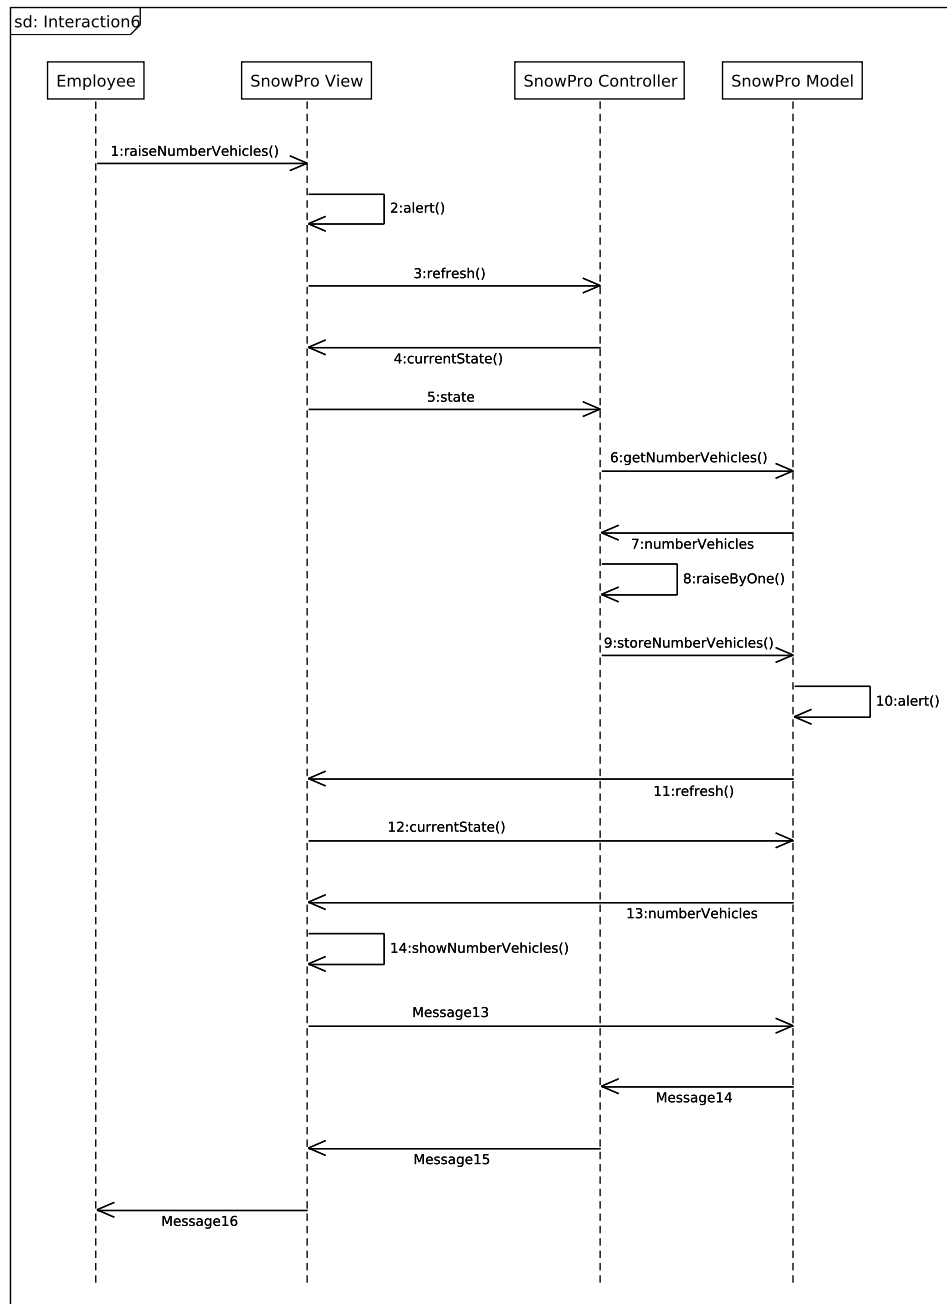 sd: Interaction6
Employee
SnowPro View
SnowPro Controller
SnowPro Model
1:raiseNumberVehicles()
2:alert()
3:refresh()
4:currentState()
5:state
6:getNumberVehicles()
7:numberVehicles
8:raiseByOne()
9:storeNumberVehicles()
10:alert()
11:refresh()
12:currentState()
13:numberVehicles
14:showNumberVehicles()
Message13
Message14
Message15
Message16